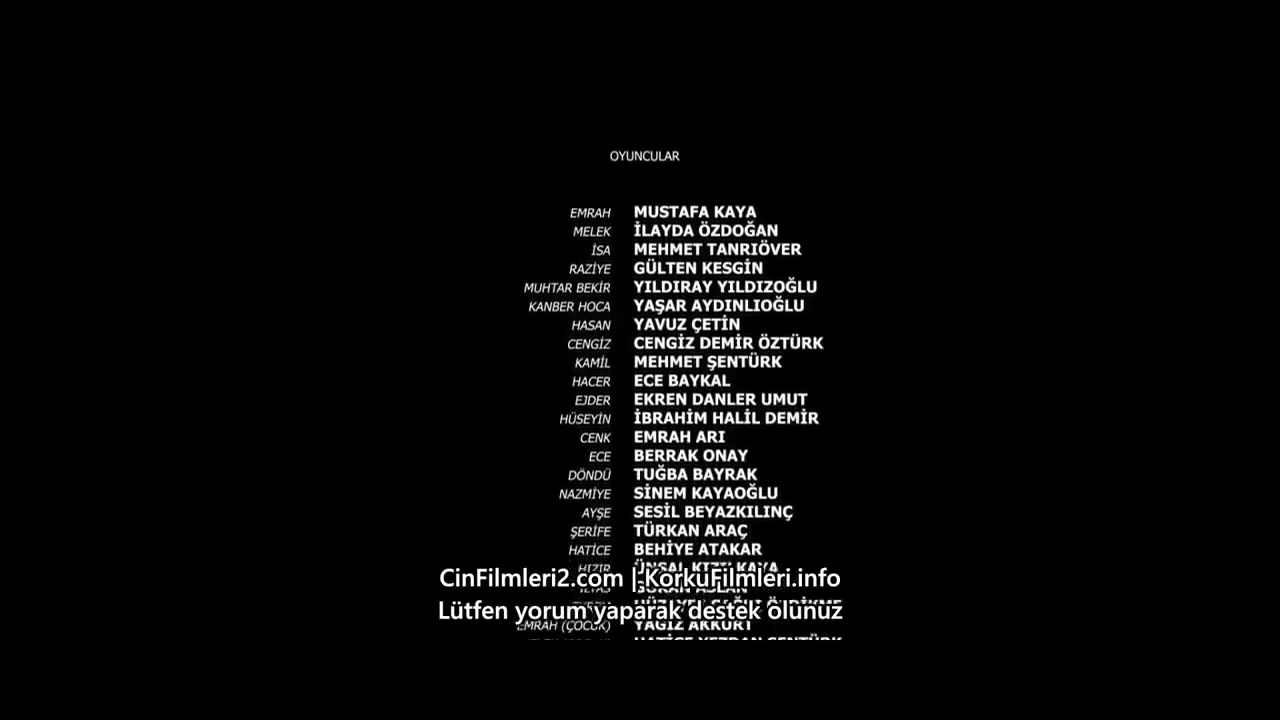 OYUNCULAR
EMRAH MUSTAFA KAYA
MELEK İLAYDA ÖZDOĞAN
İSA MEHMET TANRIÖVER
RAZİYE GÜLTEN KESGİN
MUHTAR BEKİR YILDIRAY YILDIZOĞLU
KANBER HOCA YAŞAR AYDINLIOĞLU
HASAN YAVUZ ÇETİN
CENGİZ CENGİZ DEMİR ÖZTÜRK
KAMİL MEHMET ŞENTÜRK
HACER ECE BAYKAL
EJDER EKREN DANLER UMUT
HÜSEYİN İBRAHİM HALİL DEMİR
CENK EMRAH ARI
ECE BERRAK ONAY
DÖNDÜ TUĞBA BAYRAK
NAZMİYE SİNEM KAYAOĞLU
AYŞE SESİL BEYAZKILINÇ
ŞERİFE TÜRKAN ARAÇ
HATİCE BEHİYE ATAKAR
HIZIR ÜNSAL KAYA
CinFilmleri2.com | KorkuFilmleri.info
Lütfen yorum yaparak destek olunuz
EMRAH (ÇOCUK) YAĞIZ AKKURT